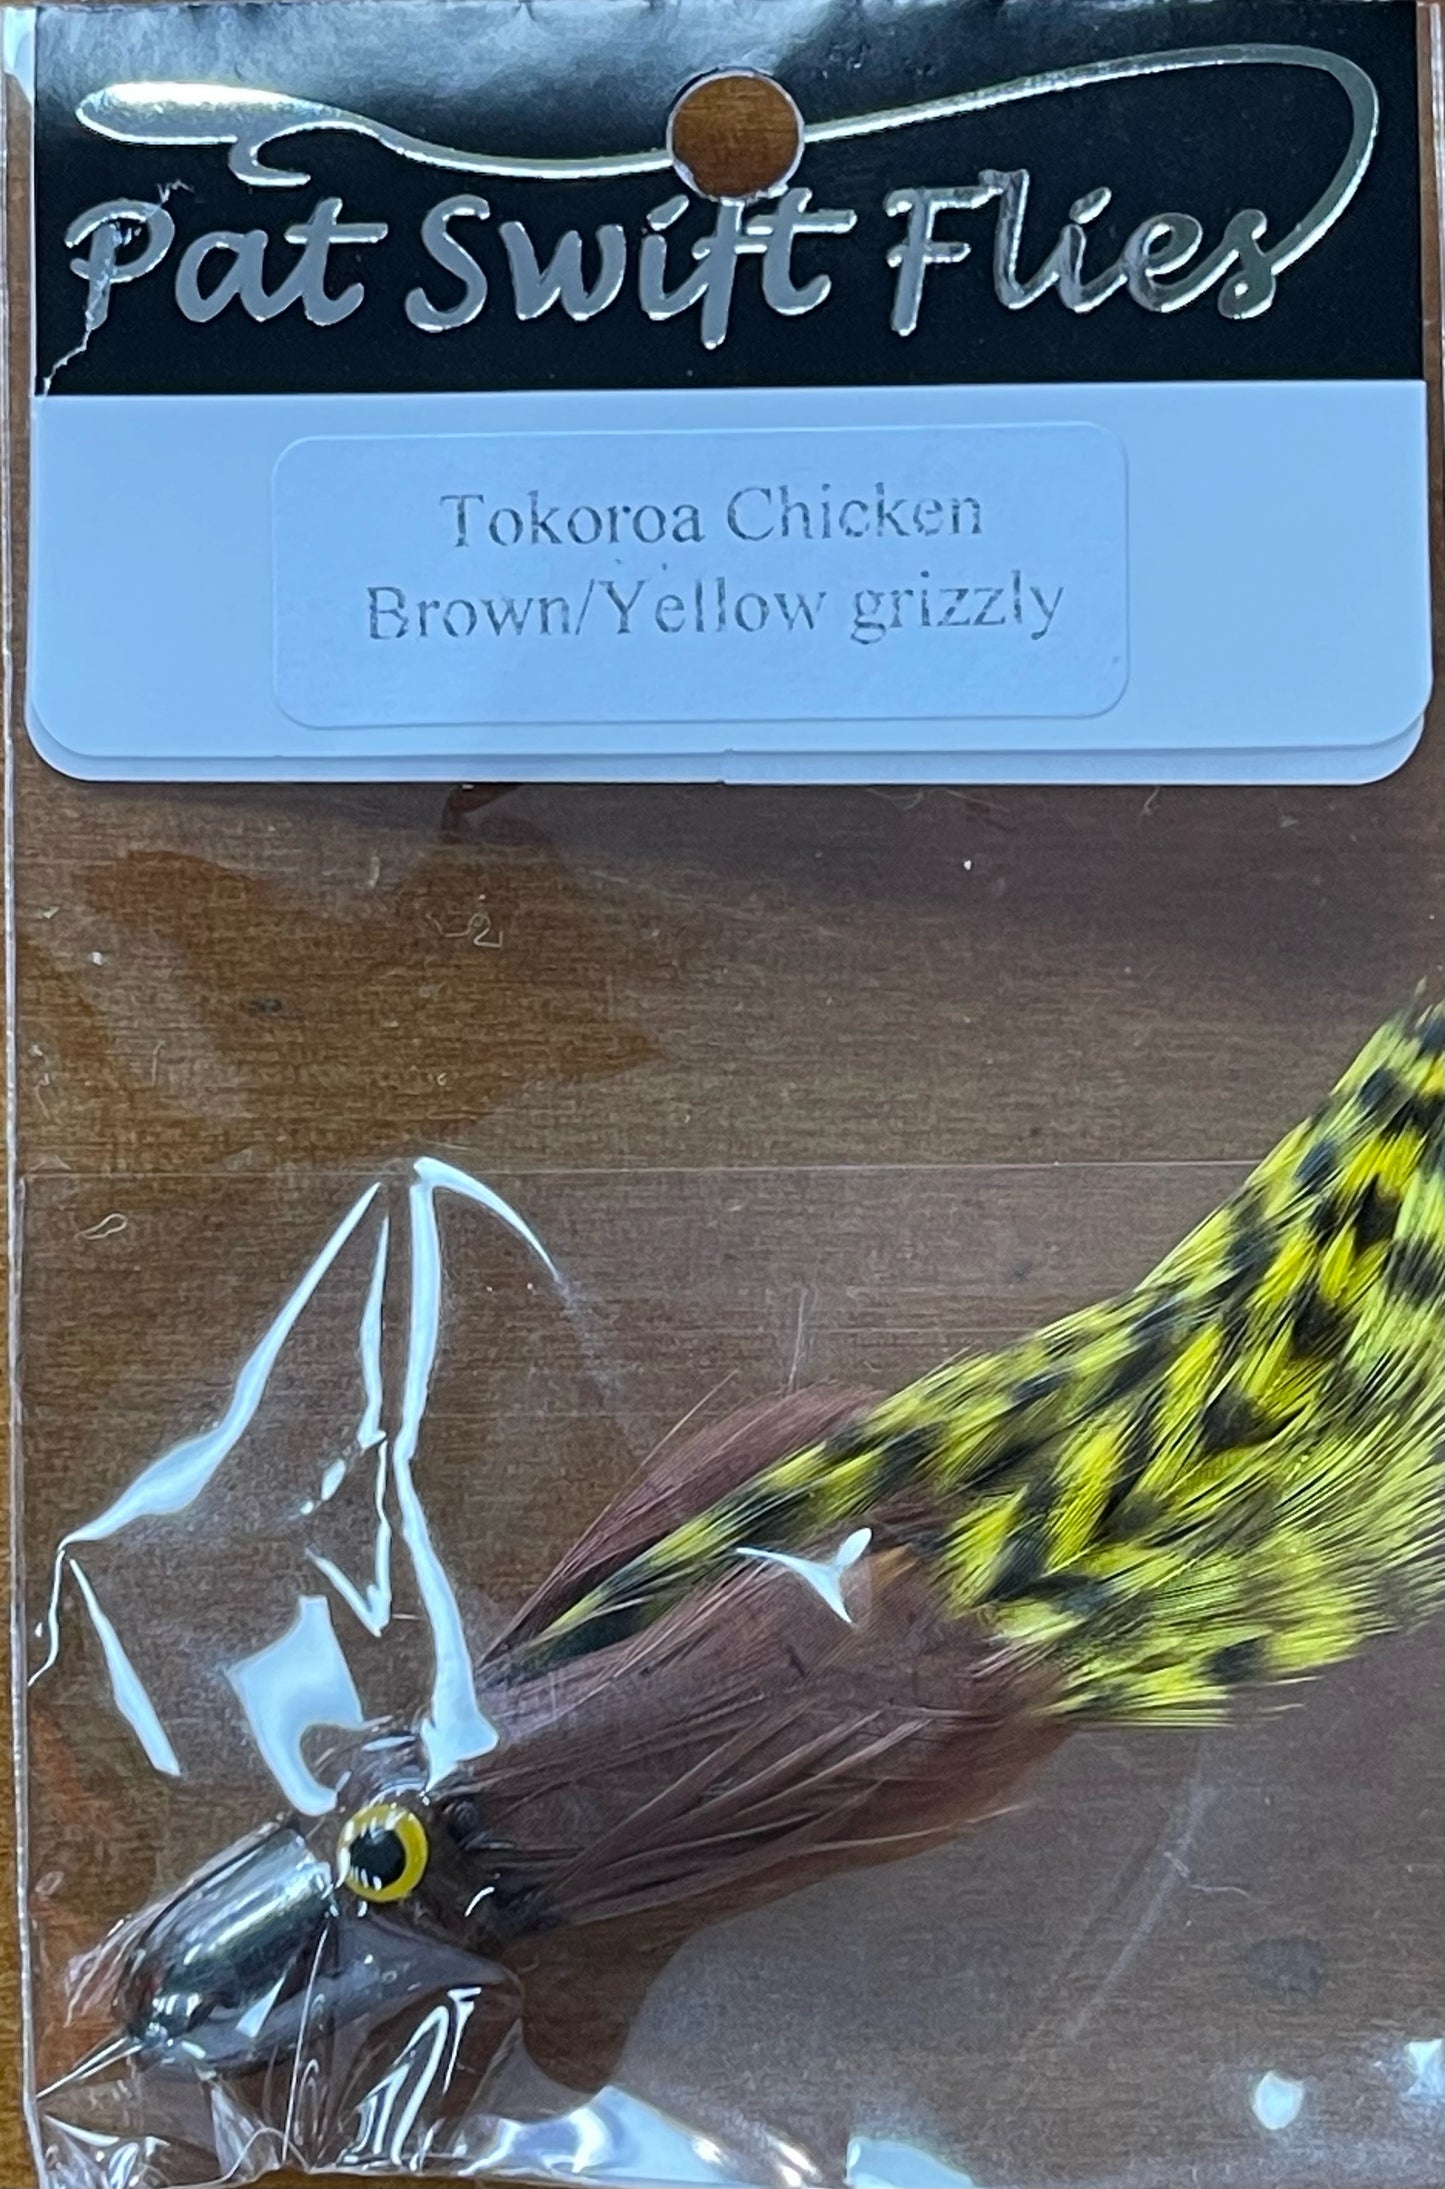 Pat Swift Flies
Tokoroa Chicken
Brown/Yellow grizzly